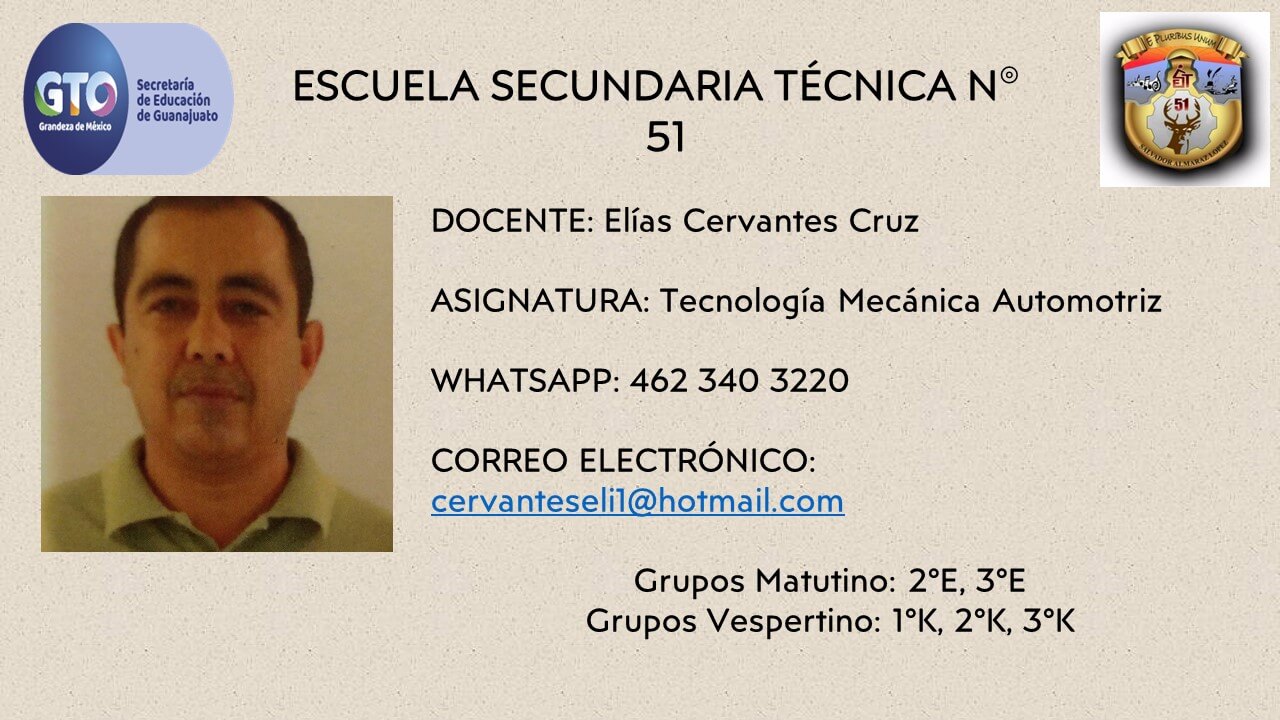 GTO
Grandeza de México
Secretaría
de Educación
de Guanajuato
ESCUELA SECUNDARIA TÉCNICA N°
51
E PLURIBUS UNUM
51
SALVADOR ALMARAZ LOPEZ
DOCENTE: Elías Cervantes Cruz
ASIGNATURA: Tecnología Mecánica Automotriz
WHATSAPP: 462 340 3220
CORREO ELECTRÓNICO:
cervanteseli1@hotmail.com
Grupos Matutino: 2°E, 3°E
Grupos Vespertino: 1°K, 2°K, 3°K